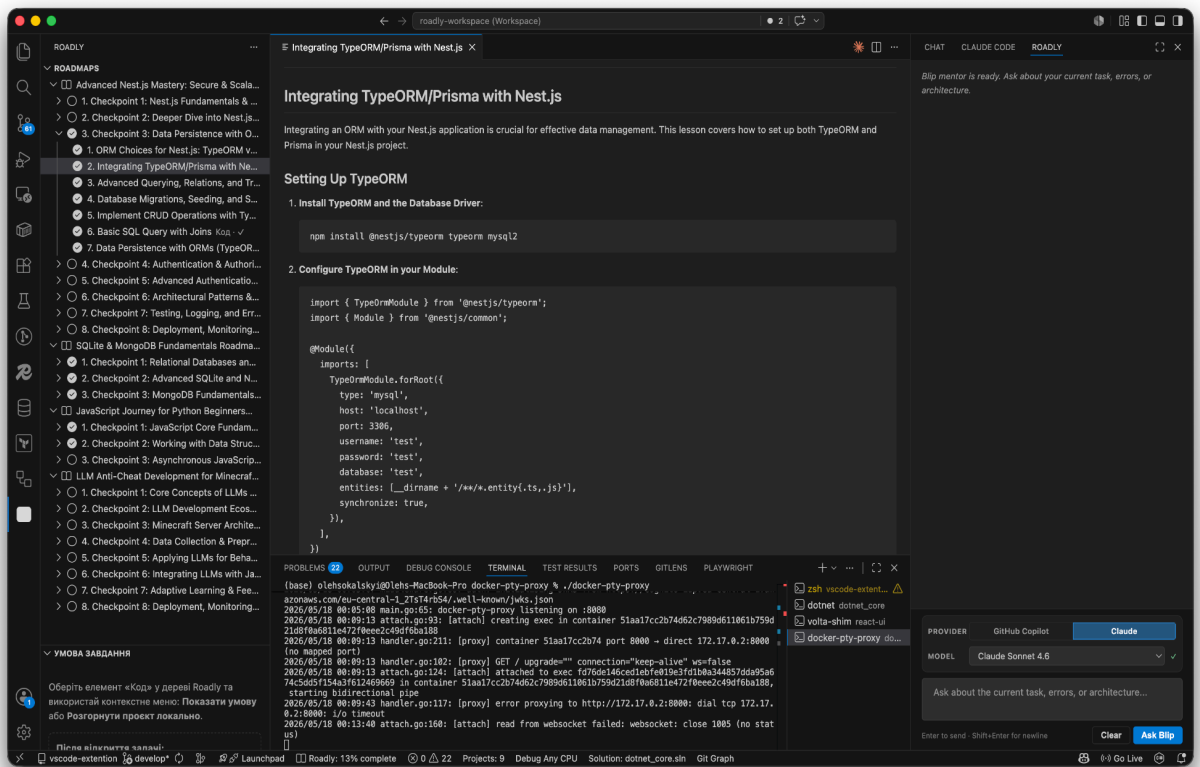 roadly-workspace (Workspace)
2
ROADLY
ROADMAPS
Advanced Nest.js Mastery: Secure & Scala...
1. Checkpoint 1: Nest.js Fundamentals & ...
2. Checkpoint 2: Deeper Dive into Nest.js...
3. Checkpoint 3: Data Persistence with O...
1. ORM Choices for Nest.js: TypeORM v...
2. Integrating TypeORM/Prisma with Ne...
3. Advanced Querying, Relations, and Tr...
4. Database Migrations, Seeding, and S...
5. Implement CRUD Operations with Ty...
6. Basic SQL Query with Joins Код · ✓
7. Data Persistence with ORMs (TypeOR...
4. Checkpoint 4: Authentication & Authori...
5. Checkpoint 5: Advanced Authenticatio...
6. Checkpoint 6: Architectural Patterns &...
7. Checkpoint 7: Testing, Logging, and Err...
8. Checkpoint 8: Deployment, Monitoring...
SQLite & MongoDB Fundamentals Roadma...
1. Checkpoint 1: Relational Databases an...
2. Checkpoint 2: Advanced SQLite and N...
3. Checkpoint 3: MongoDB Fundamentals...
JavaScript Journey for Python Beginners...
1. Checkpoint 1: JavaScript Core Fundam...
2. Checkpoint 2: Working with Data Struc...
3. Checkpoint 3: Asynchronous JavaScrip...
LLM Anti-Cheat Development for Minecraf...
1. Checkpoint 1: Core Concepts of LLMs ...
2. Checkpoint 2: LLM Development Ecos...
3. Checkpoint 3: Minecraft Server Archite...
4. Checkpoint 4: Data Collection & Prepr...
5. Checkpoint 5: Applying LLMs for Beha...
6. Checkpoint 6: Integrating LLMs with Ja...
7. Checkpoint 7: Adaptive Learning & Fee...
8. Checkpoint 8: Deployment, Monitoring...
УМОВА ЗАВДАННЯ
Оберіть елемент «Код» у дереві Roadly та
використай контекстне меню: Показати умову
або Розгорнути проєкт локально.
Після відкриття задачі:
61
1
Integrating TypeORM/Prisma with Nest.js
Integrating TypeORM/Prisma with Nest.js
Integrating an ORM with your Nest.js application is crucial for effective data management. This lesson covers how to set up both TypeORM and
Prisma in your Nest.js project.
Setting Up TypeORM
1. Install TypeORM and the Database Driver:
npm install @nestjs/typeorm typeorm mysql2
2. Configure TypeORM in your Module:
import { TypeOrmModule } from '@nestjs/typeorm';
import { Module } from '@nestjs/common';
@Module({
imports: [
TypeOrmModule.forRoot({
type: 'mysql',
host: 'localhost',
port: 3306,
username: 'test',
password: 'test',
database: 'test',
entities: [__dirname + '/**/*.entity{.ts,.js}'],
synchronize: true,
}),
],
})
PROBLEMS 22 OUTPUT DEBUG CONSOLE TERMINAL TEST RESULTS PORTS GITLENS PLAYWRIGHT
(base) olehsokalskyi@Olehs-MacBook-Pro docker-pty-proxy % ./docker-pty-proxy
azonaws.com/eu-central-1_2TsT4rb54/.well-known/jwks.json
2026/05/18 00:05:08 main.go:65: docker-pty-proxy listening on :8080
2026/05/18 00:09:13 attach.go:93: [attach] creating exec in container 51aa17cc2b74d62c7989d611061b759d
21d8f0a6811e472f0eee2c49df6ba188
2026/05/18 00:09:13 handler.go:211: [proxy] container 51aa17cc2b74 port 8000 → direct 172.17.0.2:8000
(no mapped port)
2026/05/18 00:09:13 handler.go:102: [proxy] GET / upgrade="" connection="keep-alive" ws=false
2026/05/18 00:09:13 attach.go:124: [attach] attached to exec fd76de146ced1ebfe019e3fd1b0a344857dda95a6
74c5dd5f154a3f612469669 in container 51aa17cc2b74d62c7989d611061b759d21d8f0a6811e472f0eee2c49df6ba188,
starting bidirectional pipe
2026/05/18 00:09:43 handler.go:117: [proxy] error proxying to http://172.17.0.2:8000: dial tcp 172.17.
0.2:8000: i/o timeout
2026/05/18 00:13:40 attach.go:160: [attach] read from websocket failed: websocket: close 1005 (no stat
us)
zsh vscode-extent...
dotnet dotnet_core
volta-shim react-ui
docker-pty-proxy do...
CHAT CLAUDE CODE ROADLY
Blip mentor is ready. Ask about your current task, errors, or
architecture.
PROVIDER GitHub Copilot Claude
MODEL Claude Sonnet 4.6
Ask about the current task, errors, or architecture...
Enter to send · Shift+Enter for newline Clear Ask Blip
vscode-extention develop* Launchpad Roadly: 13% complete 0 22 Projects: 9 Debug Any CPU Solution: dotnet_core.sln Git Graph Go Live